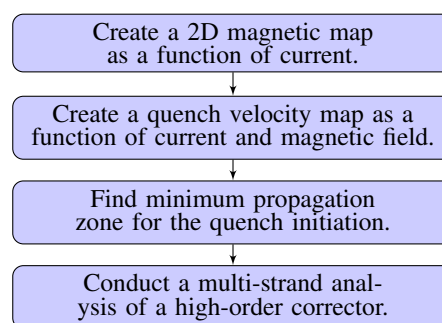 Create a 2D magnetic map
as a function of current.
Create a quench velocity map as a
function of current and magnetic field.
Find minimum propagation
zone for the quench initiation.
Conduct a multi-strand anal-
ysis of a high-order corrector.